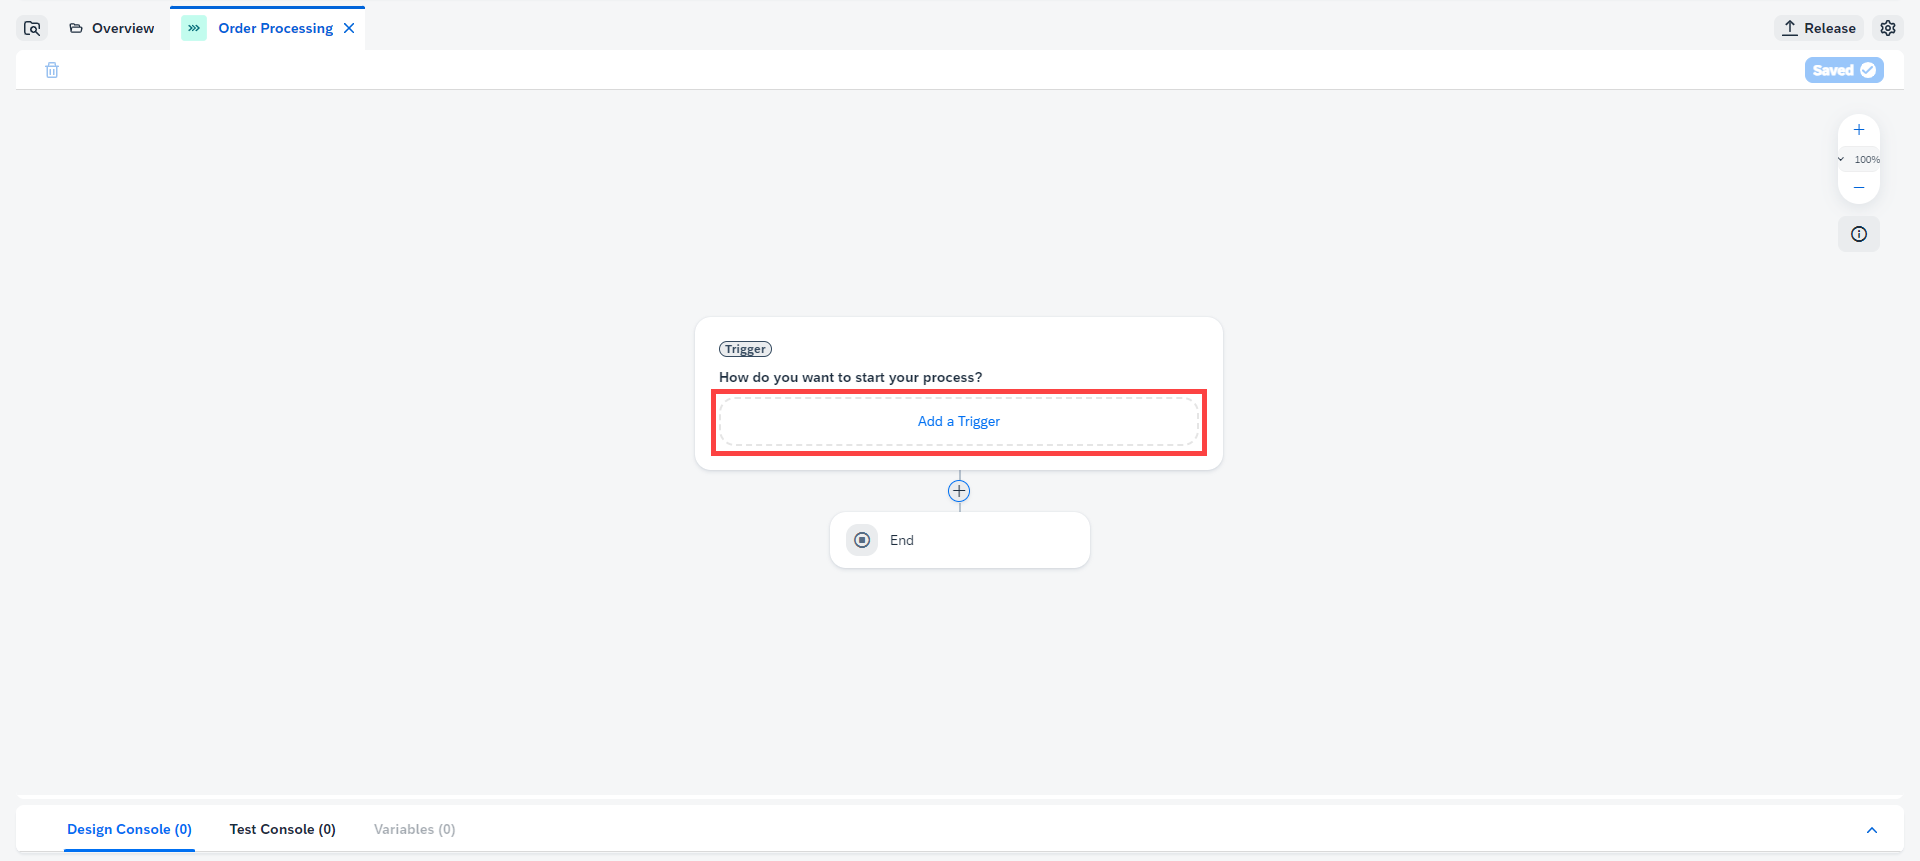 Overview
Order Processing
Release
Saved
100%
Trigger
How do you want to start your process?
Add a Trigger
End
Design Console (0)
Test Console (0)
Variables (0)